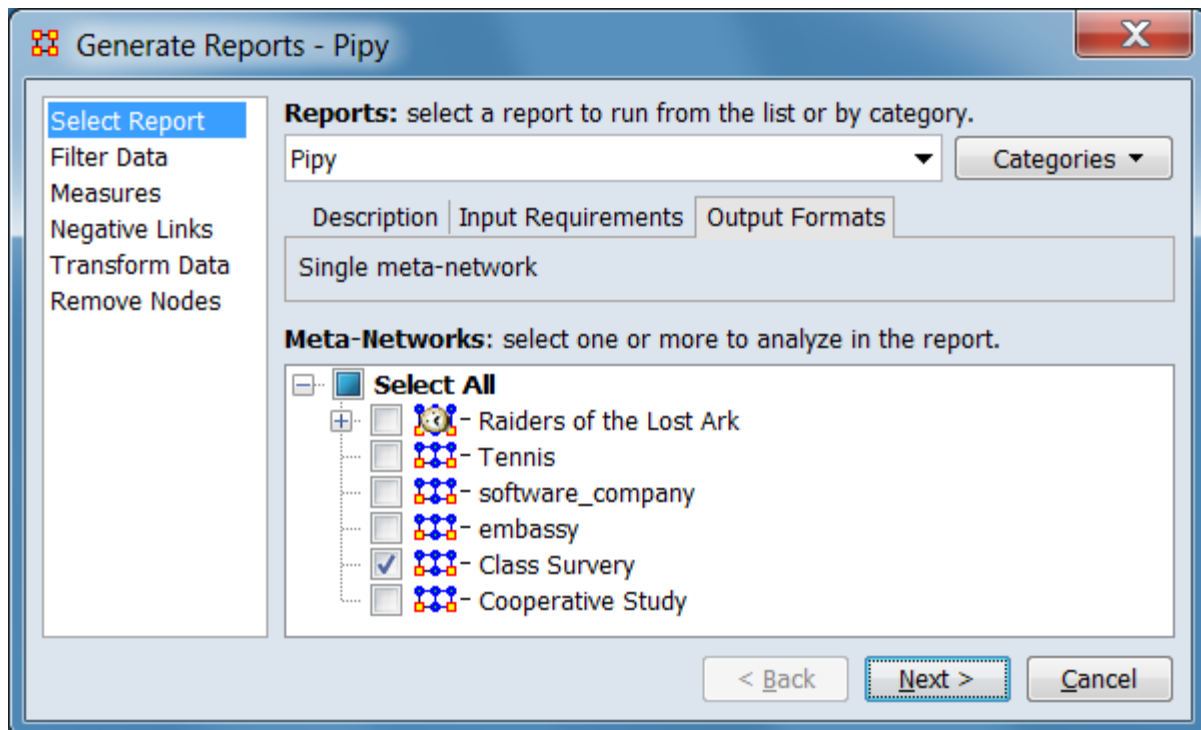 Generate Reports - Pipy
X
Select Report
Filter Data
Measures
Negative Links
Transform Data
Remove Nodes
Reports: select a report to run from the list or by category.
Pipy
Categories
Description Input Requirements Output Formats
Single meta-network
Meta-Networks: select one or more to analyze in the report.
Select All
Raiders of the Lost Ark
Tennis
software_company
embassy
Class Survery
Cooperative Study
< Back Next > Cancel